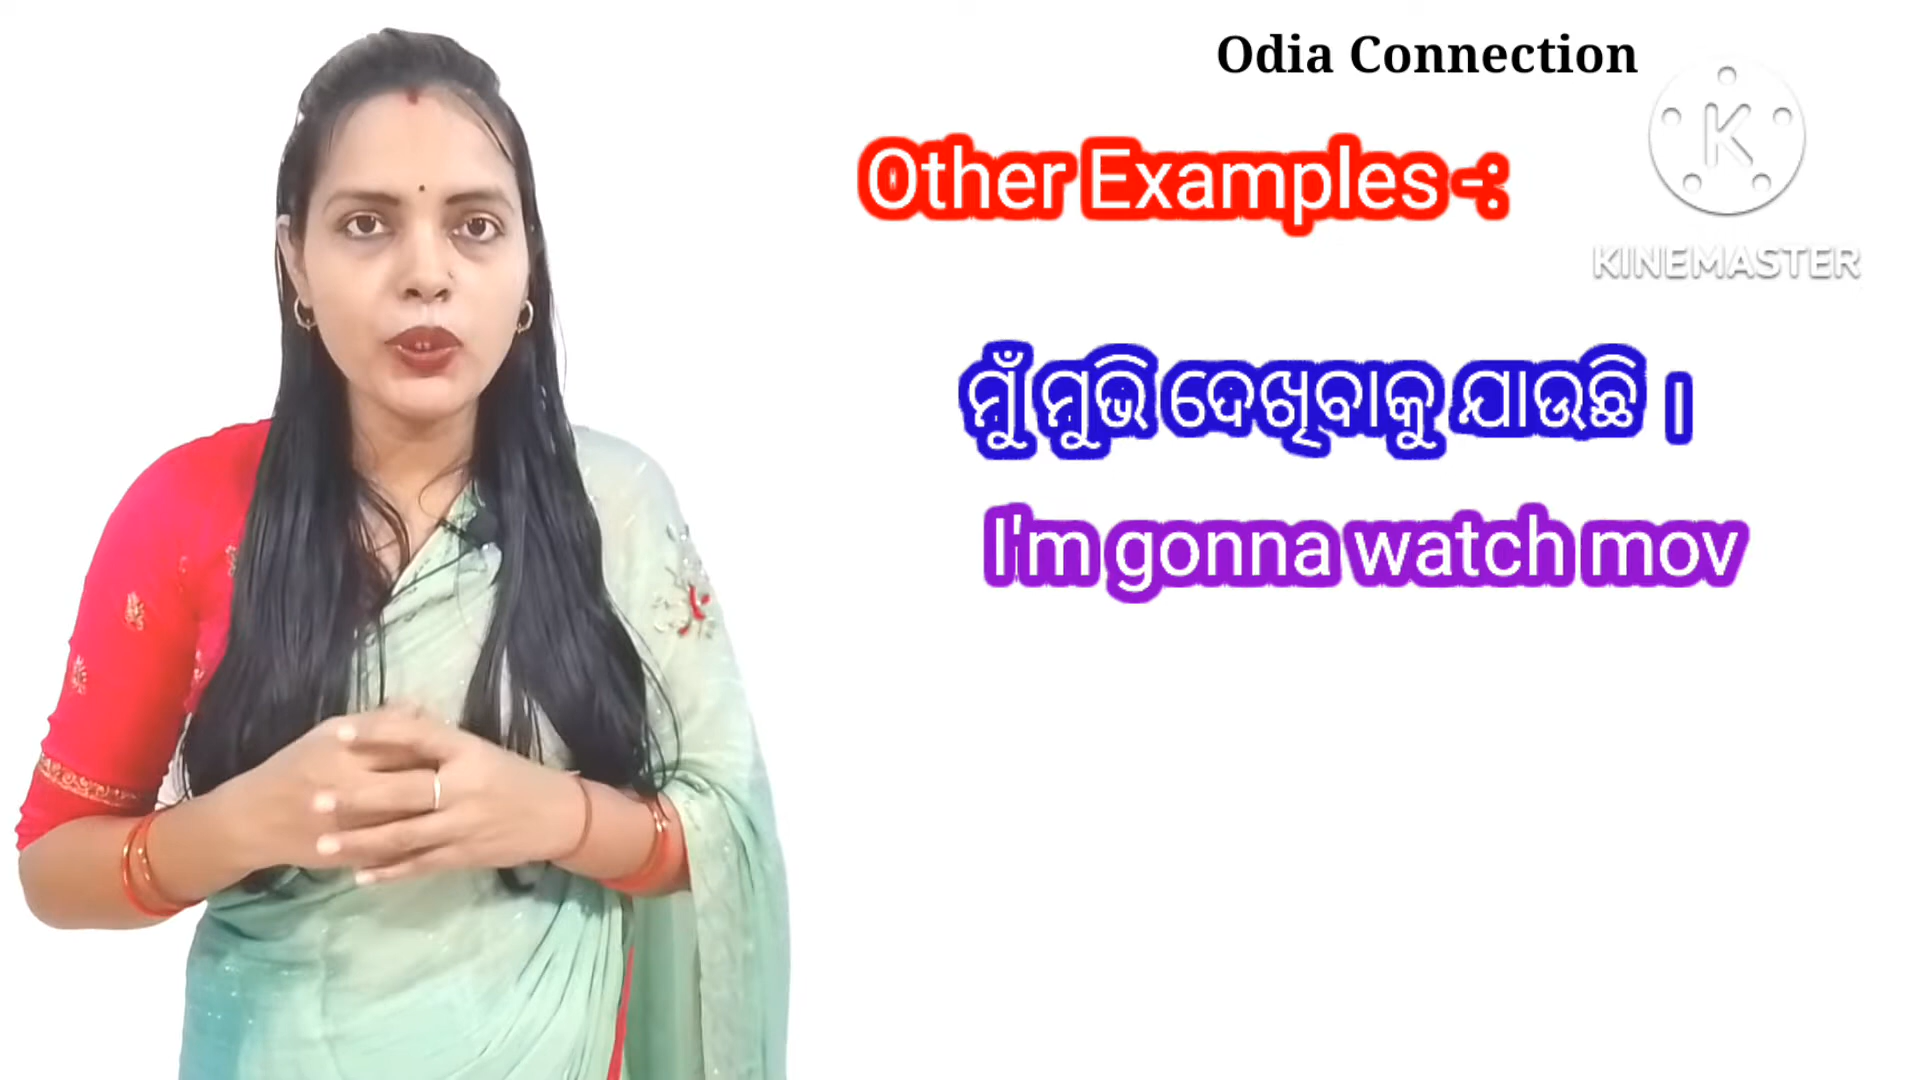 Odia Connection
Other Examples -:
KINEMASTER
ମୁଁ ମୁଭି ଦେଖିବାକୁ ଯାଉଛି ।
I'm gonna watch mov